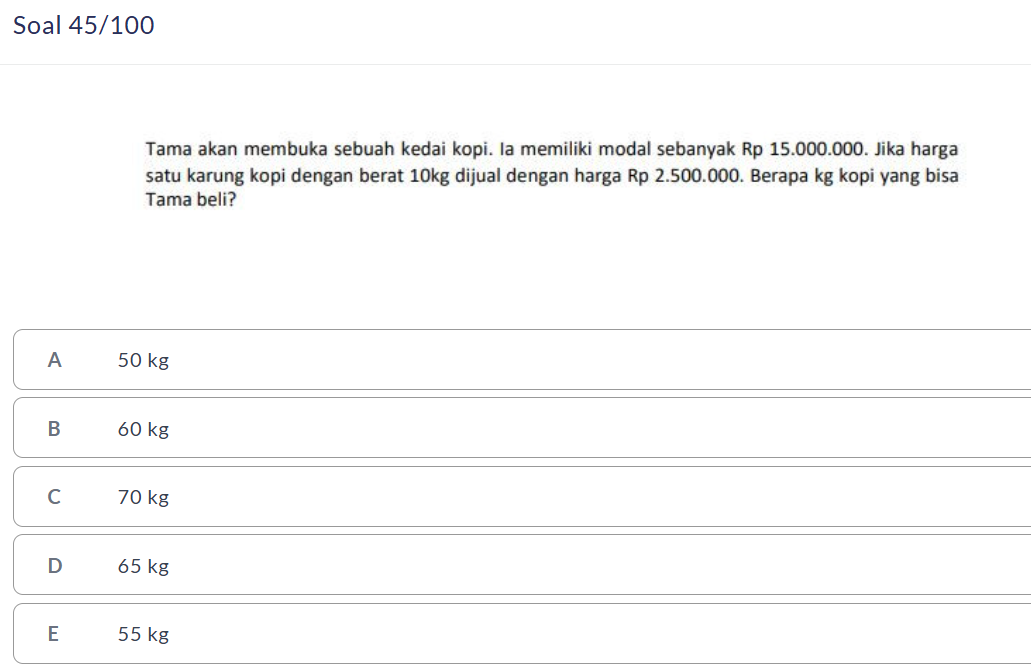 Soal 45/100
Tama akan membuka sebuah kedai kopi. Ia memiliki modal sebanyak Rp 15.000.000. Jika harga
satu karung kopi dengan berat 10kg dijual dengan harga Rp 2.500.000. Berapa kg kopi yang bisa
Tama beli?
A 50 kg
B 60 kg
C 70 kg
D 65 kg
E 55 kg